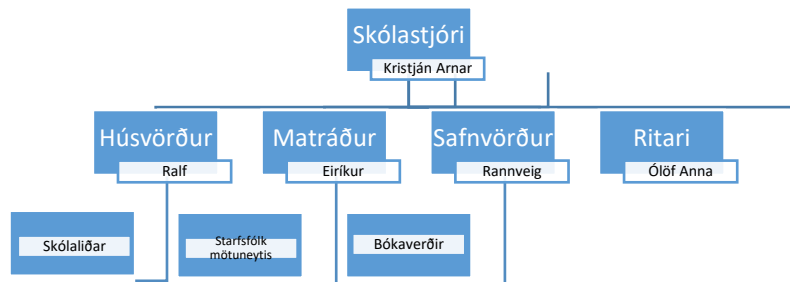 Skólastjóri
Kristján Arnar
Húsvörður
Ralf
Matráður
Eiríkur
Safnvörður
Rannveig
Ritari
Ólöf Anna
Skólaliðar
Starfsfólk
mötuneytis
Bókaverðir